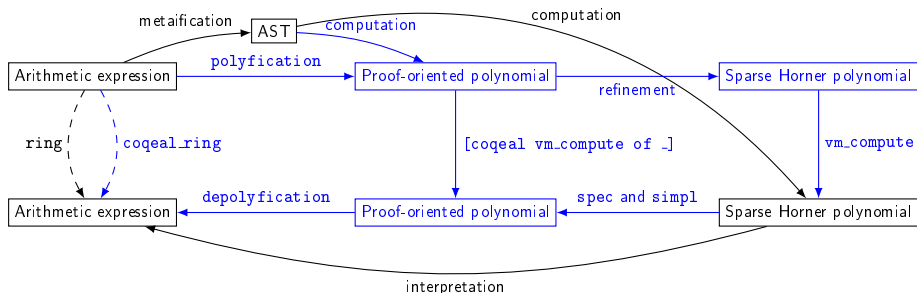 computation
metaification
AST
computation
polyfication
Arithmetic expression
Proof-oriented polynomial
Sparse Horner polynomial
refinement
ring
coqeal_ring
[coqeal vm_compute of _]
vm_compute
depolyfication
spec and simpl
Arithmetic expression
Proof-oriented polynomial
Sparse Horner polynomial
interpretation